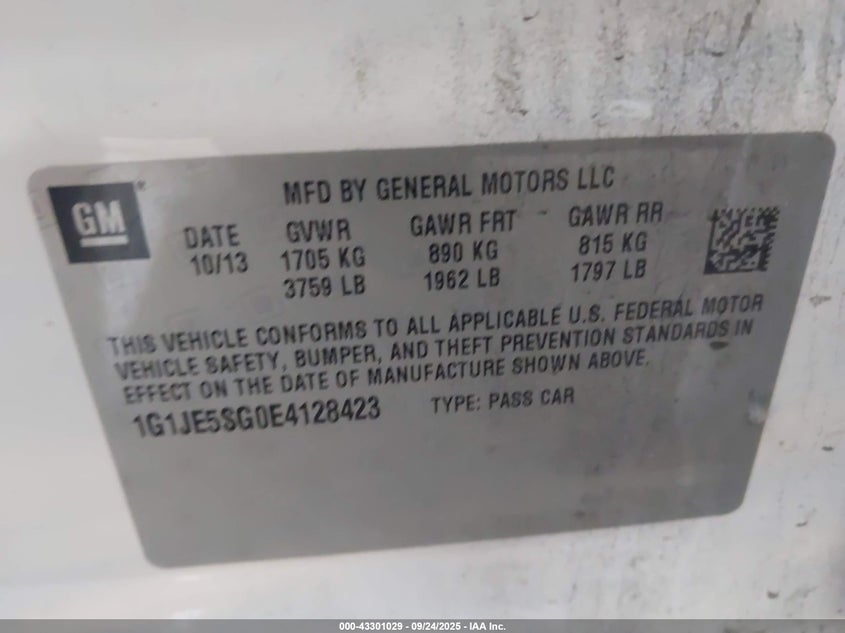 GM
MFD BY GENERAL MOTORS LLC
DATE GVWR GAWR FRT GAWR RR
10/13 1705 KG 890 KG 815 KG
3759 LB 1962 LB 1797 LB
THIS VEHICLE CONFORMS TO ALL APPLICABLE U.S. FEDERAL MOTOR
VEHICLE SAFETY, BUMPER, AND THEFT PREVENTION STANDARDS IN
EFFECT ON THE DATE OF MANUFACTURE SHOWN ABOVE.
1G1JE5SG0E4128423 TYPE: PASS CAR
000-43301029 - 09/24/2025 - IAA Inc.